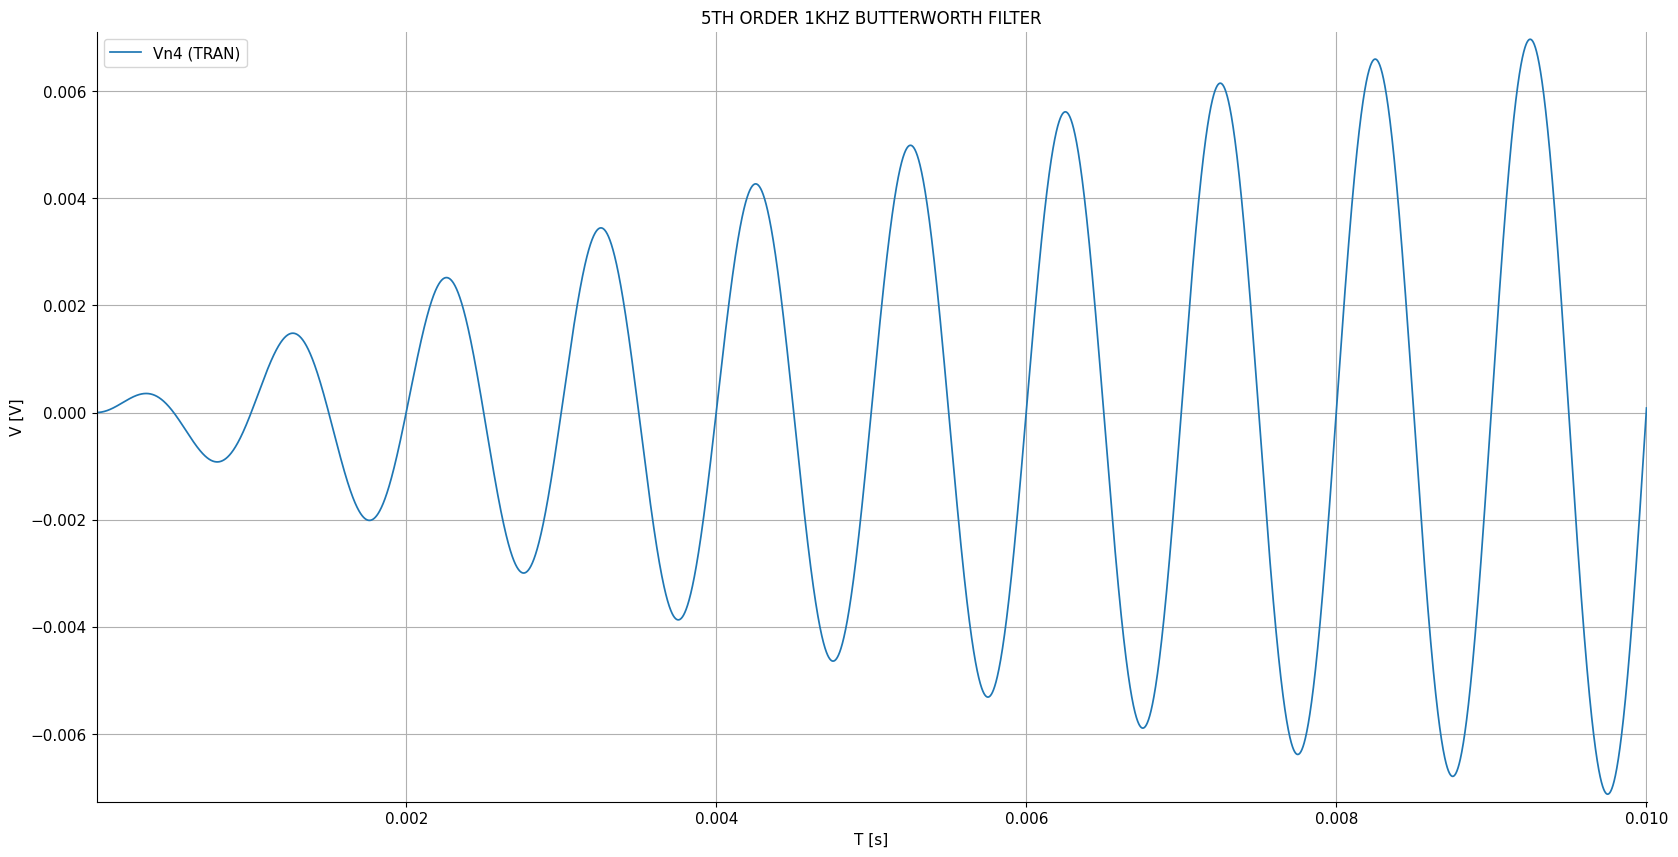 5TH ORDER 1KHZ BUTTERWORTH FILTER
Vn4 (TRAN)
0.006
0.004
0.002
0.000
−0.002
−0.004
−0.006
V [V]
0.002 0.004 0.006 0.008 0.010
T [s]